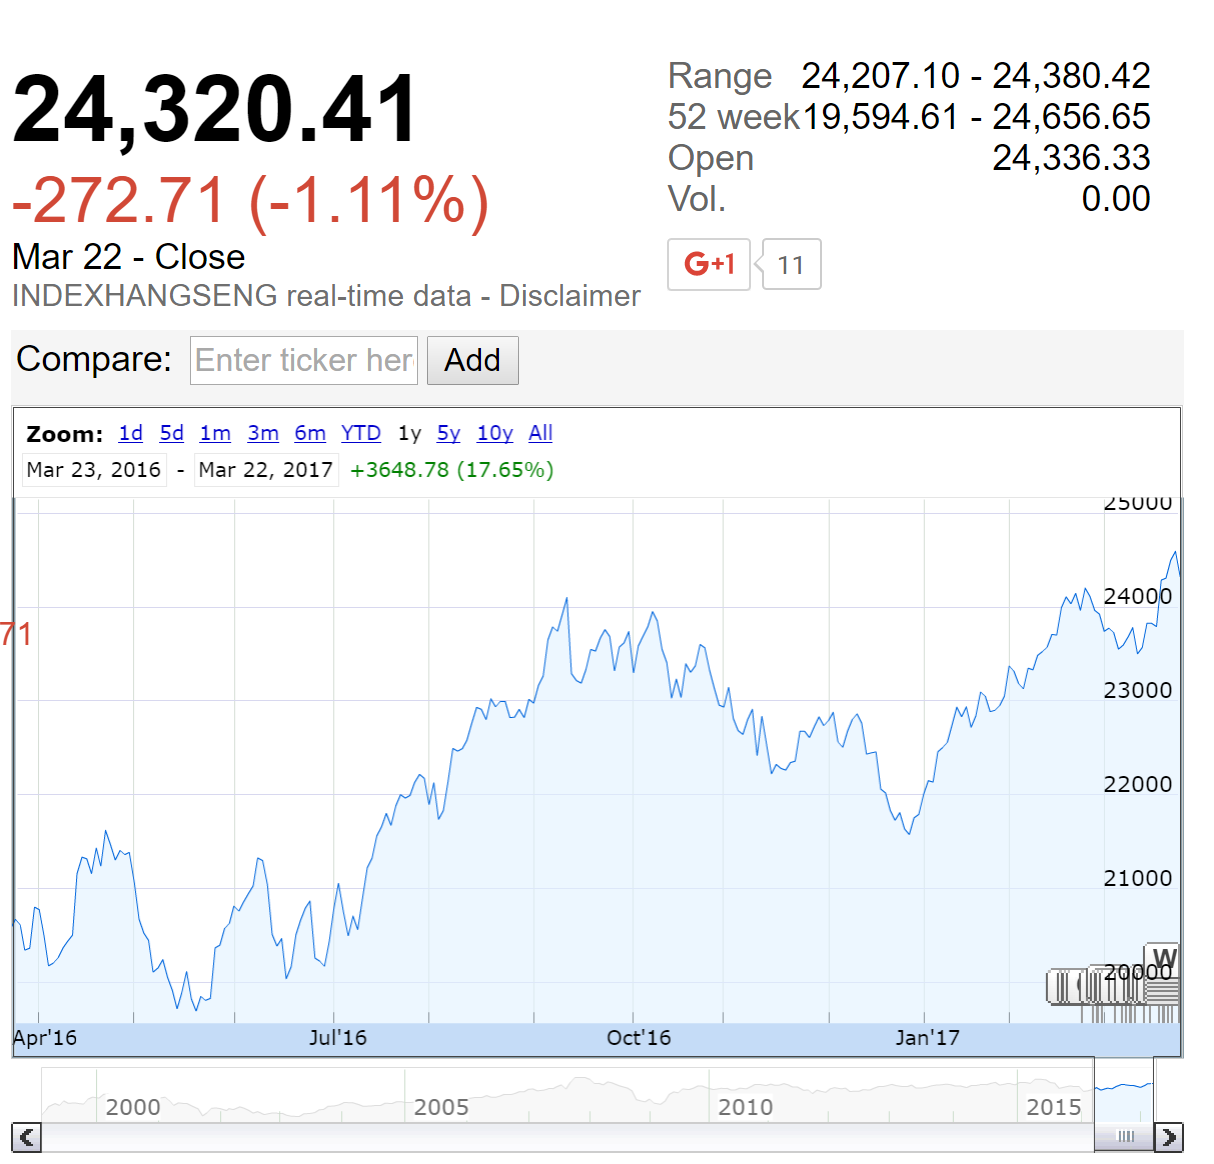 24,320.41
-272.71 (-1.11%)
Mar 22 - Close
INDEXHANGSENG real-time data - Disclaimer
Range 24,207.10 - 24,380.42
52 week 19,594.61 - 24,656.65
Open 24,336.33
Vol. 0.00
G+1 11
Compare: Enter ticker her Add
Zoom: 1d 5d 1m 3m 6m YTD 1y 5y 10y All
Mar 23, 2016 - Mar 22, 2017 +3648.78 (17.65%)
25000
24000
71
23000
22000
21000
W
20000
Apr'16 Jul'16 Oct'16 Jan'17
2000 2005 2010 2015